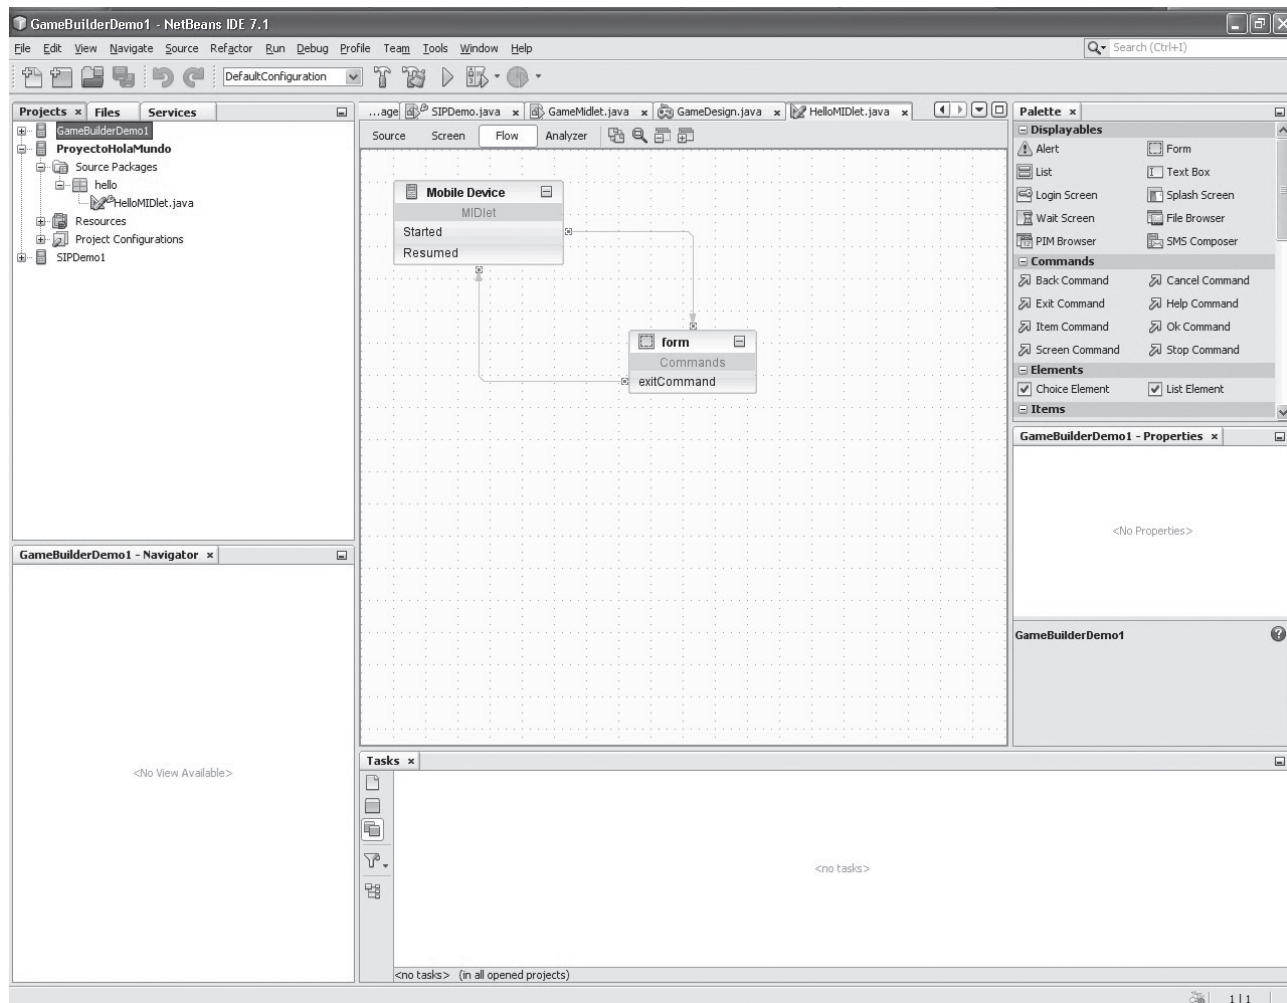 GameBuilderDemo1 - NetBeans IDE 7.1
File Edit View Navigate Source Refactor Run Debug Profile Team Tools Window Help
Search (Ctrl+I)
DefaultConfiguration
Projects Files Services
GameBuilderDemo1
ProyectoHolaMundo
Source Packages
hello
HelloMIDlet.java
Resources
Project Configurations
SIPDemo1
GameBuilderDemo1 - Navigator
<No View Available>
...age SIPDemo.java GameMidlet.java GameDesign.java HelloMIDlet.java
Source Screen Flow Analyzer
Mobile Device
MIDlet
Started
Resumed
form
Commands
exitCommand
Tasks
<no tasks>
<no tasks> (in all opened projects)
Palette
Displayables
Alert Form
List Text Box
Login Screen Splash Screen
Wait Screen File Browser
PIM Browser SMS Composer
Commands
Back Command Cancel Command
Exit Command Help Command
Item Command Ok Command
Screen Command Stop Command
Elements
Choice Element List Element
Items
GameBuilderDemo1 - Properties
<No Properties>
GameBuilderDemo1
1|1